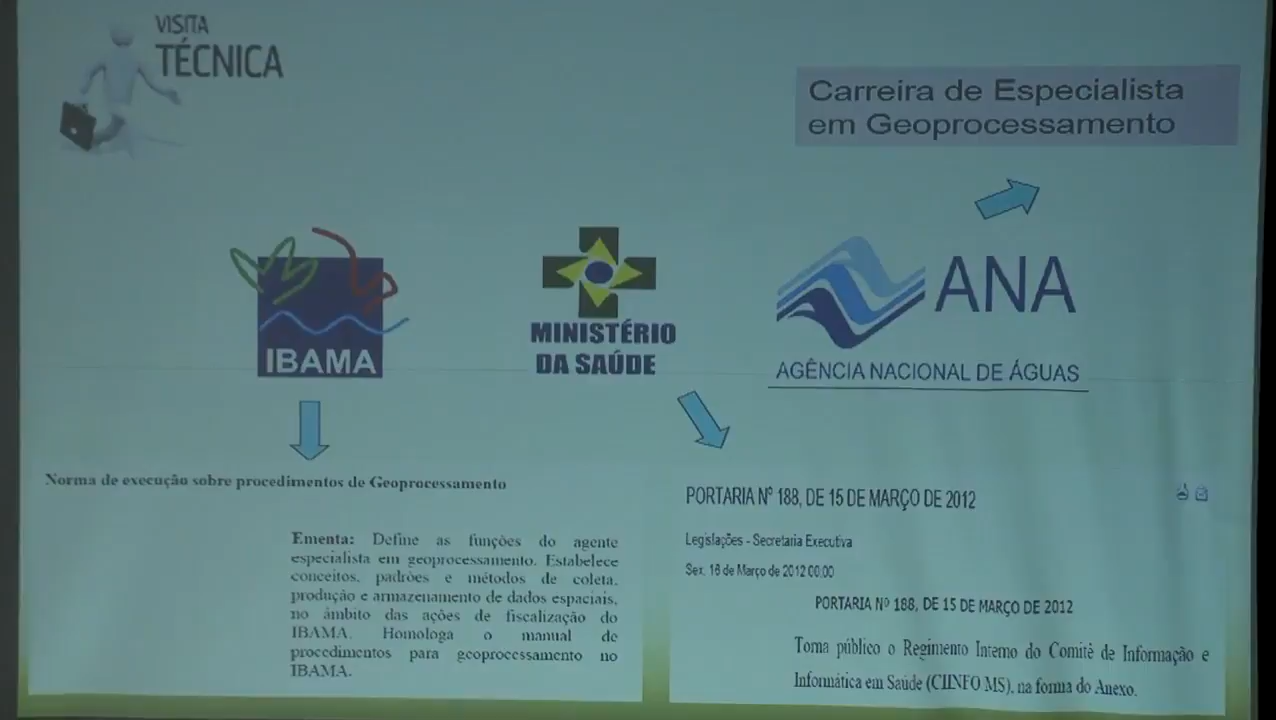 VISITA
TÉCNICA
Carreira de Especialista
em Geoprocessamento
IBAMA
MINISTÉRIO
DA SAÚDE
ANA
AGÊNCIA NACIONAL DE ÁGUAS
Norma de execução sobre procedimentos de Geoprocessamento
Ementa: Define as funções do agente
especialista em geoprocessamento. Estabelece
conceitos, padrões e métodos de coleta,
produção e armazenamento de dados espaciais,
no âmbito das ações de fiscalização do
IBAMA. Homologa o manual de
procedimentos para geoprocessamento no
IBAMA.
PORTARIA Nº 188, DE 15 DE MARÇO DE 2012
Legislações - Secretaria Executiva
Sex, 16 de Março de 2012 00:00
PORTARIA Nº 188, DE 15 DE MARÇO DE 2012
Torna público o Regimento Interno do Comitê de Informação e
Informática em Saúde (CIINFO MS), na forma do Anexo.